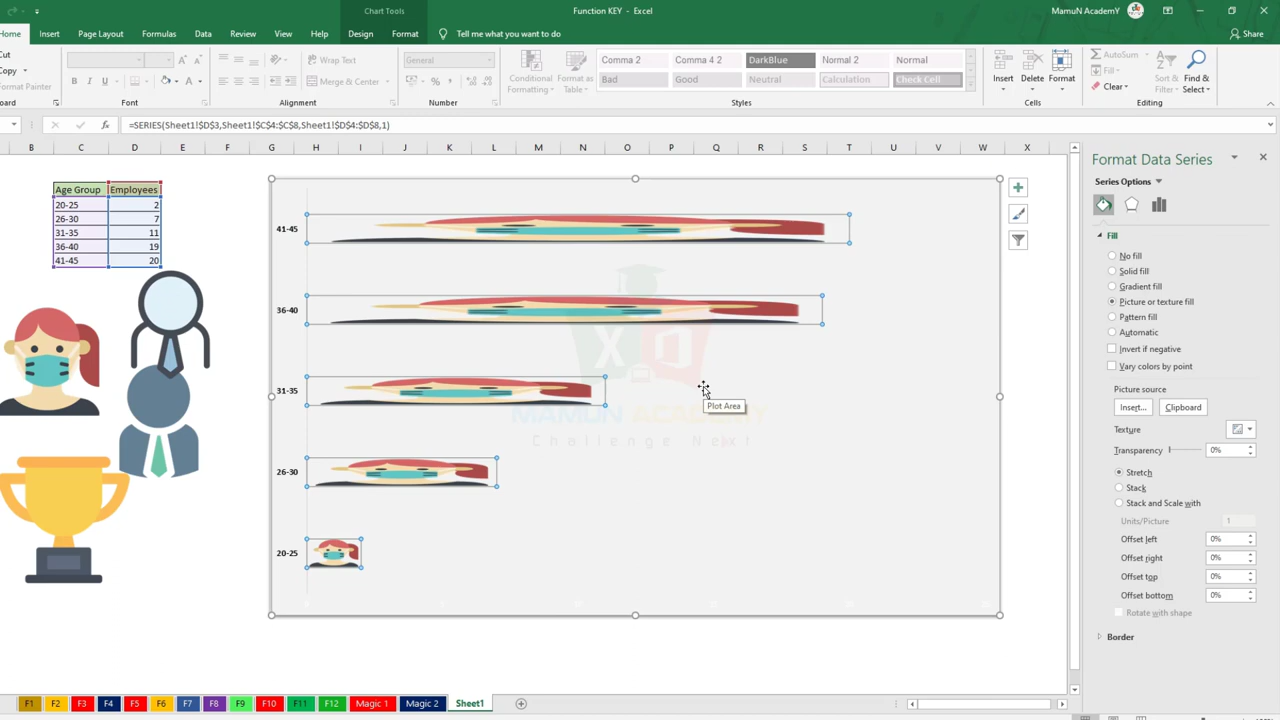 Chart Tools
Function KEY - Excel
MamuN AcademY
Home Insert Page Layout Formulas Data Review View Help Design Format Tell me what you want to do Share
Cut
Copy
Format Painter
B I U
Wrap Text
Merge & Center
General
% ,
Conditional Formatting
Format as Table
Comma 2 Comma 4 2 DarkBlue Normal 2 Normal
Bad Good Neutral Calculation Check Cell
Insert Delete Format
AutoSum
Fill
Clear
Sort & Filter
Find & Select
Font Alignment Number Styles Cells Editing
fx =SERIES(Sheet1!$D$3,Sheet1!$C$4:$C$8,Sheet1!$D$4:$D$8,1)
B C D E F G H I J K L M N O P Q R S T U V W X
Age Group Employees
20-25 2
26-30 7
31-35 11
36-40 19
41-45 20
41-45
36-40
31-35
26-30
20-25
Plot Area
MAMUN ACADEMY
Challenge Next
Format Data Series
Series Options
Fill
No fill
Solid fill
Gradient fill
Picture or texture fill
Pattern fill
Automatic
Invert if negative
Vary colors by point
Picture source
Insert... Clipboard
Texture
Transparency 0%
Stretch
Stack
Stack and Scale with
Units/Picture 1
Offset left 0%
Offset right 0%
Offset top 0%
Offset bottom 0%
Rotate with shape
Border
F1 F2 F3 F4 F5 F6 F7 F8 F9 F10 F11 F12 Magic 1 Magic 2 Sheet1